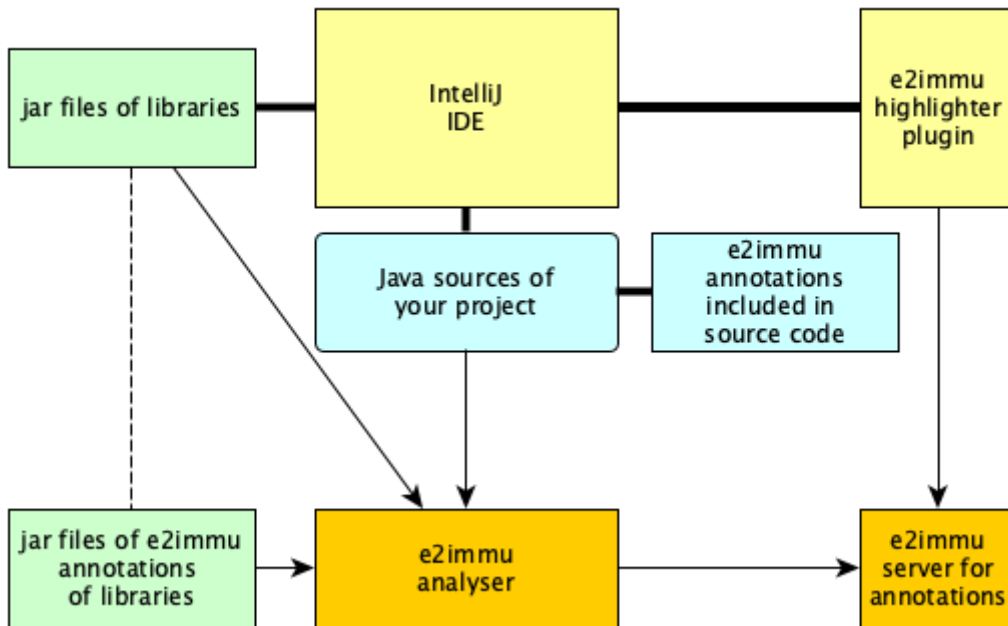 jar files of libraries
IntelliJ
IDE
e2immu
highlighter
plugin
Java sources of
your project
e2immu
annotations
included in
source code
jar files of e2immu
annotations
of libraries
e2immu
analyser
e2immu
server for
annotations